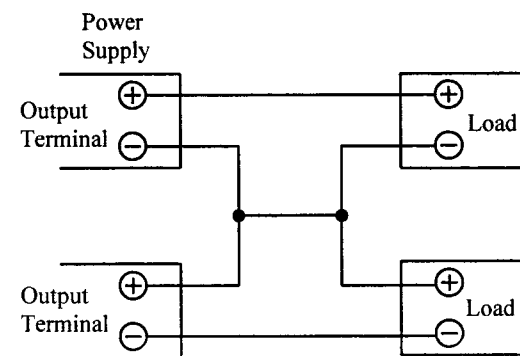 Power
Supply
Output
Terminal
+
−
+
−
Load
Output
Terminal
+
−
+
−
Load